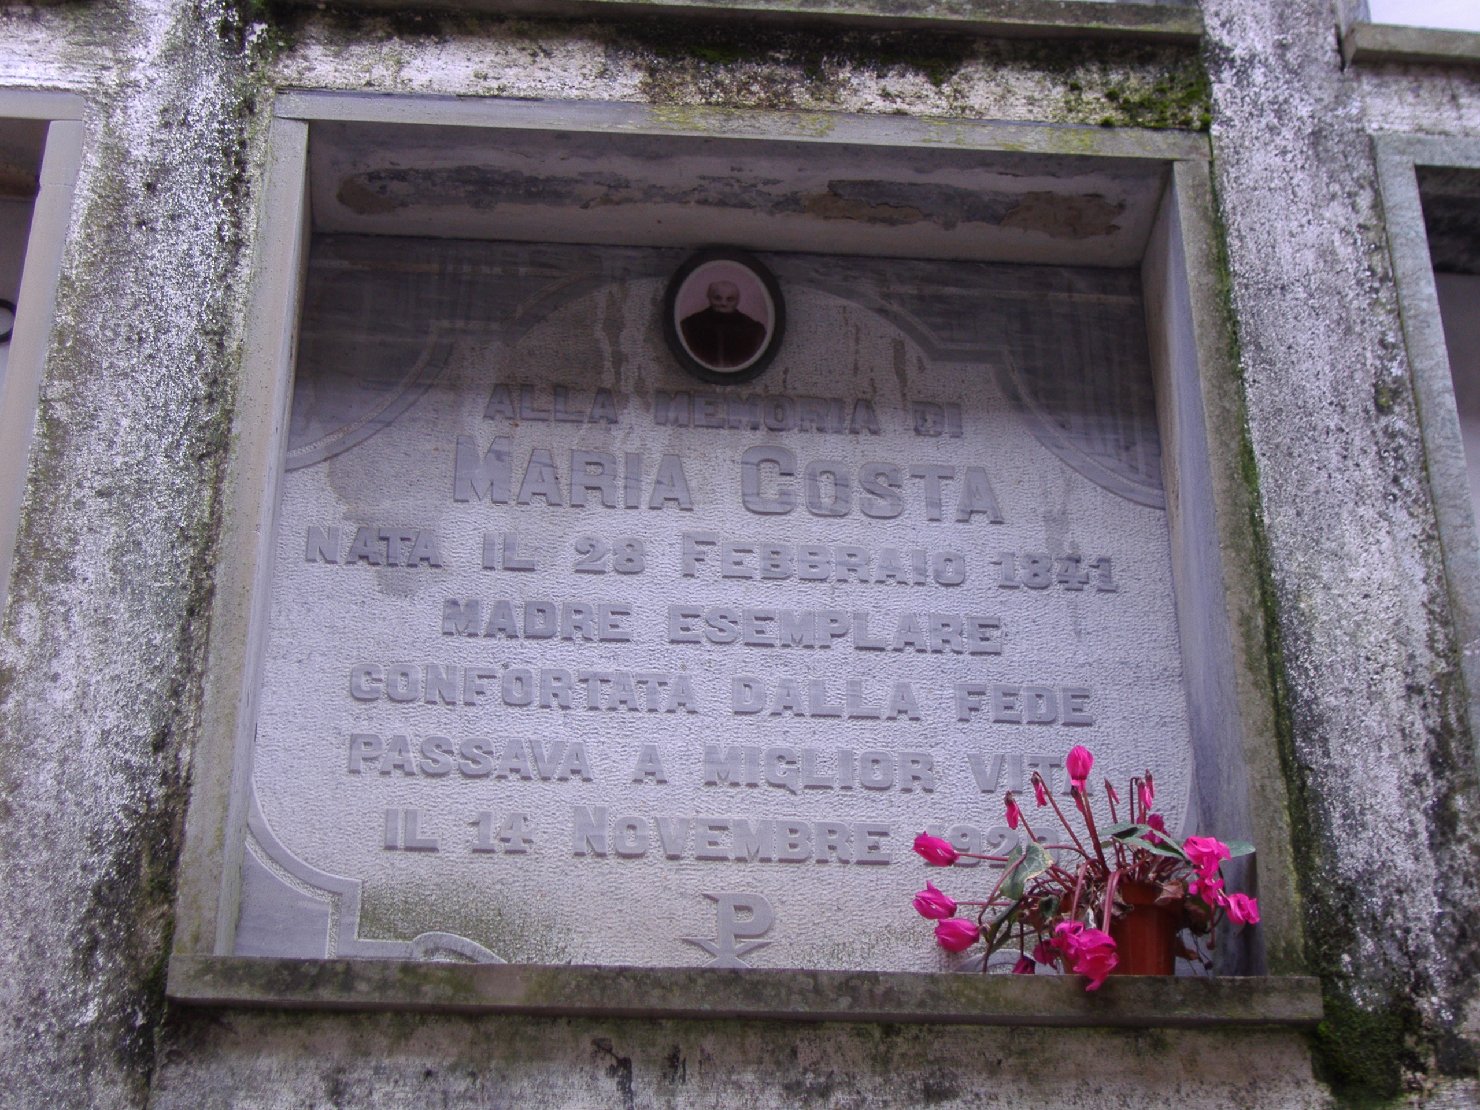 ALLA MEMORIA DI
MARIA COSTA
NATA IL 28 FEBBRAIO 1841
MADRE ESEMPLARE
CONFORTATA DALLA FEDE
PASSAVA A MIGLIOR VITA
IL 14 NOVEMBRE
P